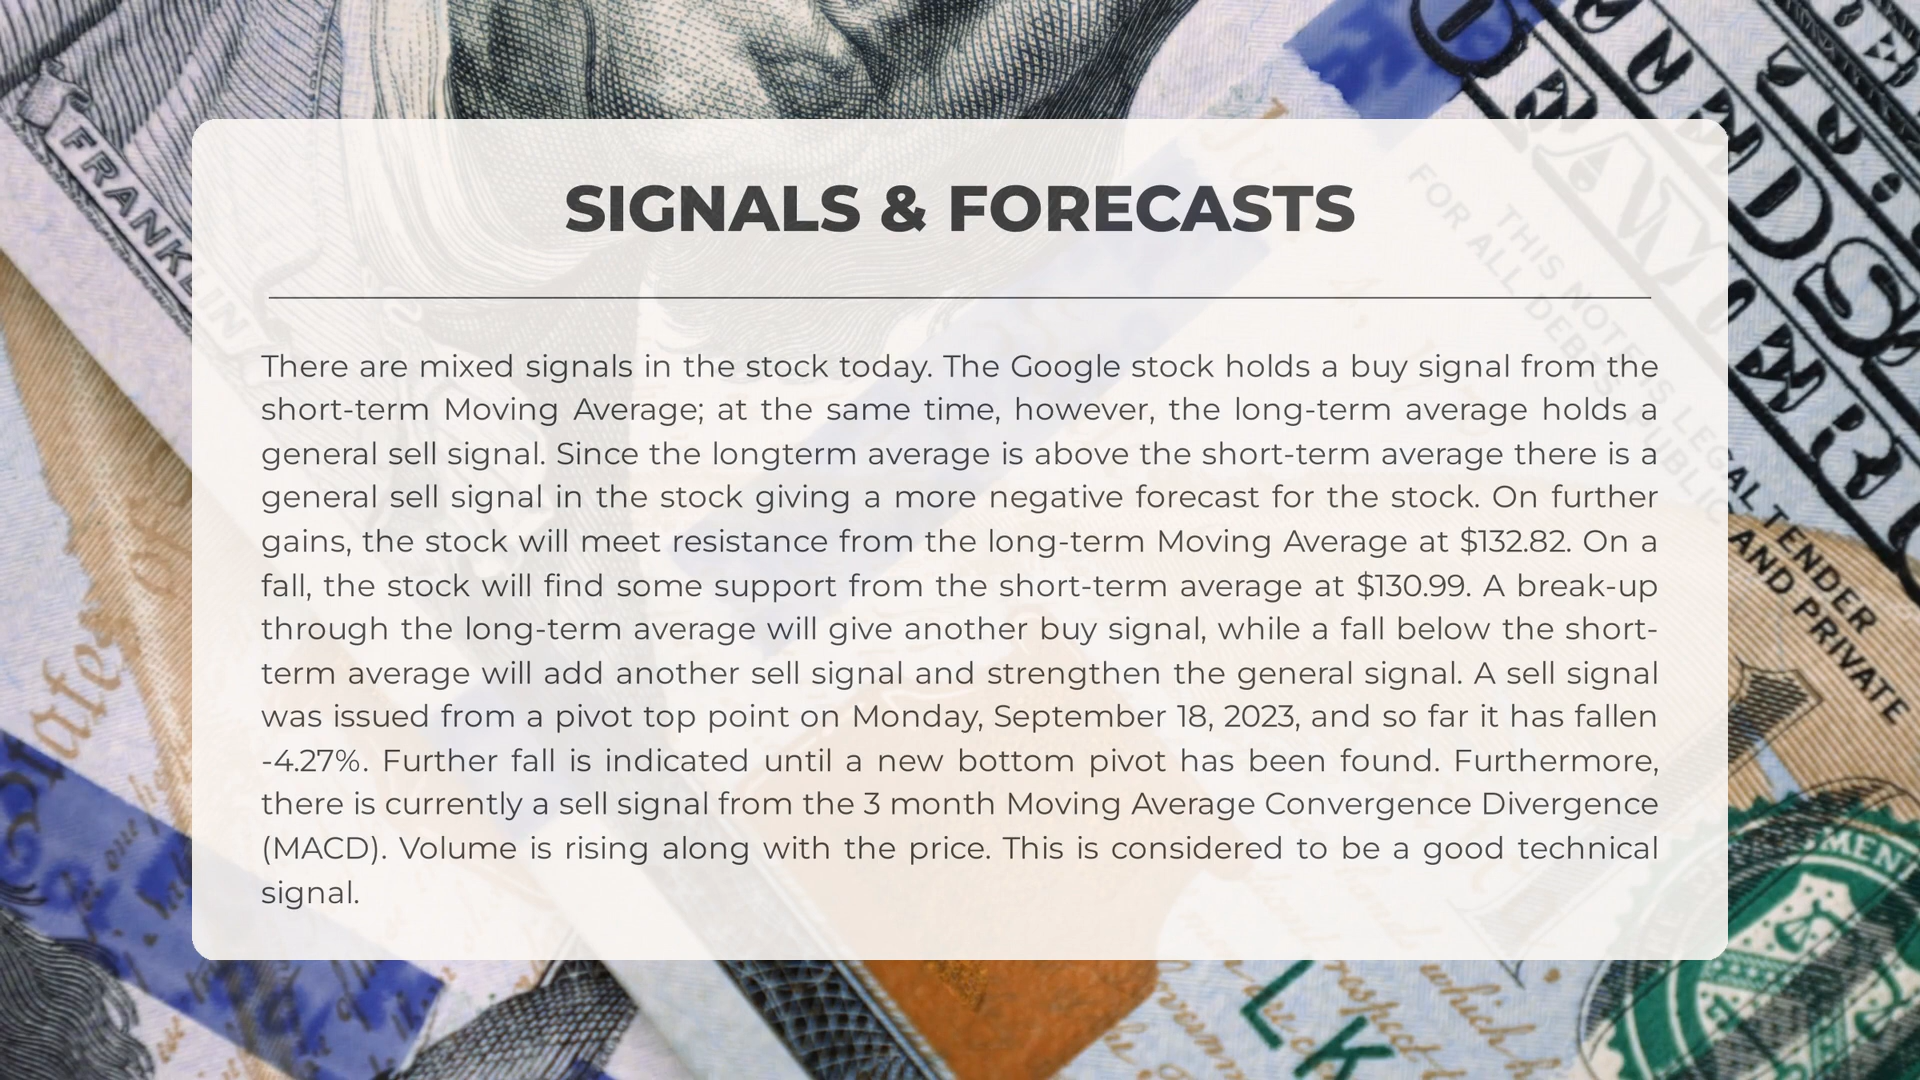 FRANKLIN
SIGNALS & FORECASTS
There are mixed signals in the stock today. The Google stock holds a buy signal from the
short-term Moving Average; at the same time, however, the long-term average holds a
general sell signal. Since the longterm average is above the short-term average there is a
general sell signal in the stock giving a more negative forecast for the stock. On further
gains, the stock will meet resistance from the long-term Moving Average at $132.82. On a
fall, the stock will find some support from the short-term average at $130.99. A break-up
through the long-term average will give another buy signal, while a fall below the short-
term average will add another sell signal and strengthen the general signal. A sell signal
was issued from a pivot top point on Monday, September 18, 2023, and so far it has fallen
-4.27%. Further fall is indicated until a new bottom pivot has been found. Furthermore,
there is currently a sell signal from the 3 month Moving Average Convergence Divergence
(MACD). Volume is rising along with the price. This is considered to be a good technical
signal.
THIS NOTE IS LEGAL TENDER
FOR ALL DEBTS PUBLIC AND PRIVATE
LK